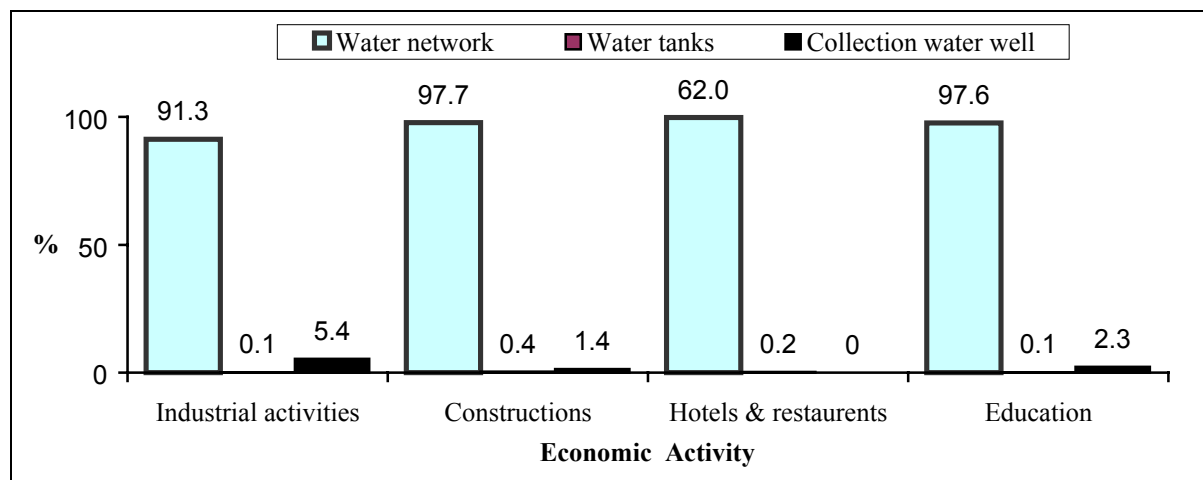 Water network Water tanks Collection water well
91.3 97.7 62.0 97.6
100
% 50
0.1 5.4 0.4 1.4 0.2 0 0.1 2.3
0
Industrial activities Constructions Hotels & restaurents Education
Economic Activity